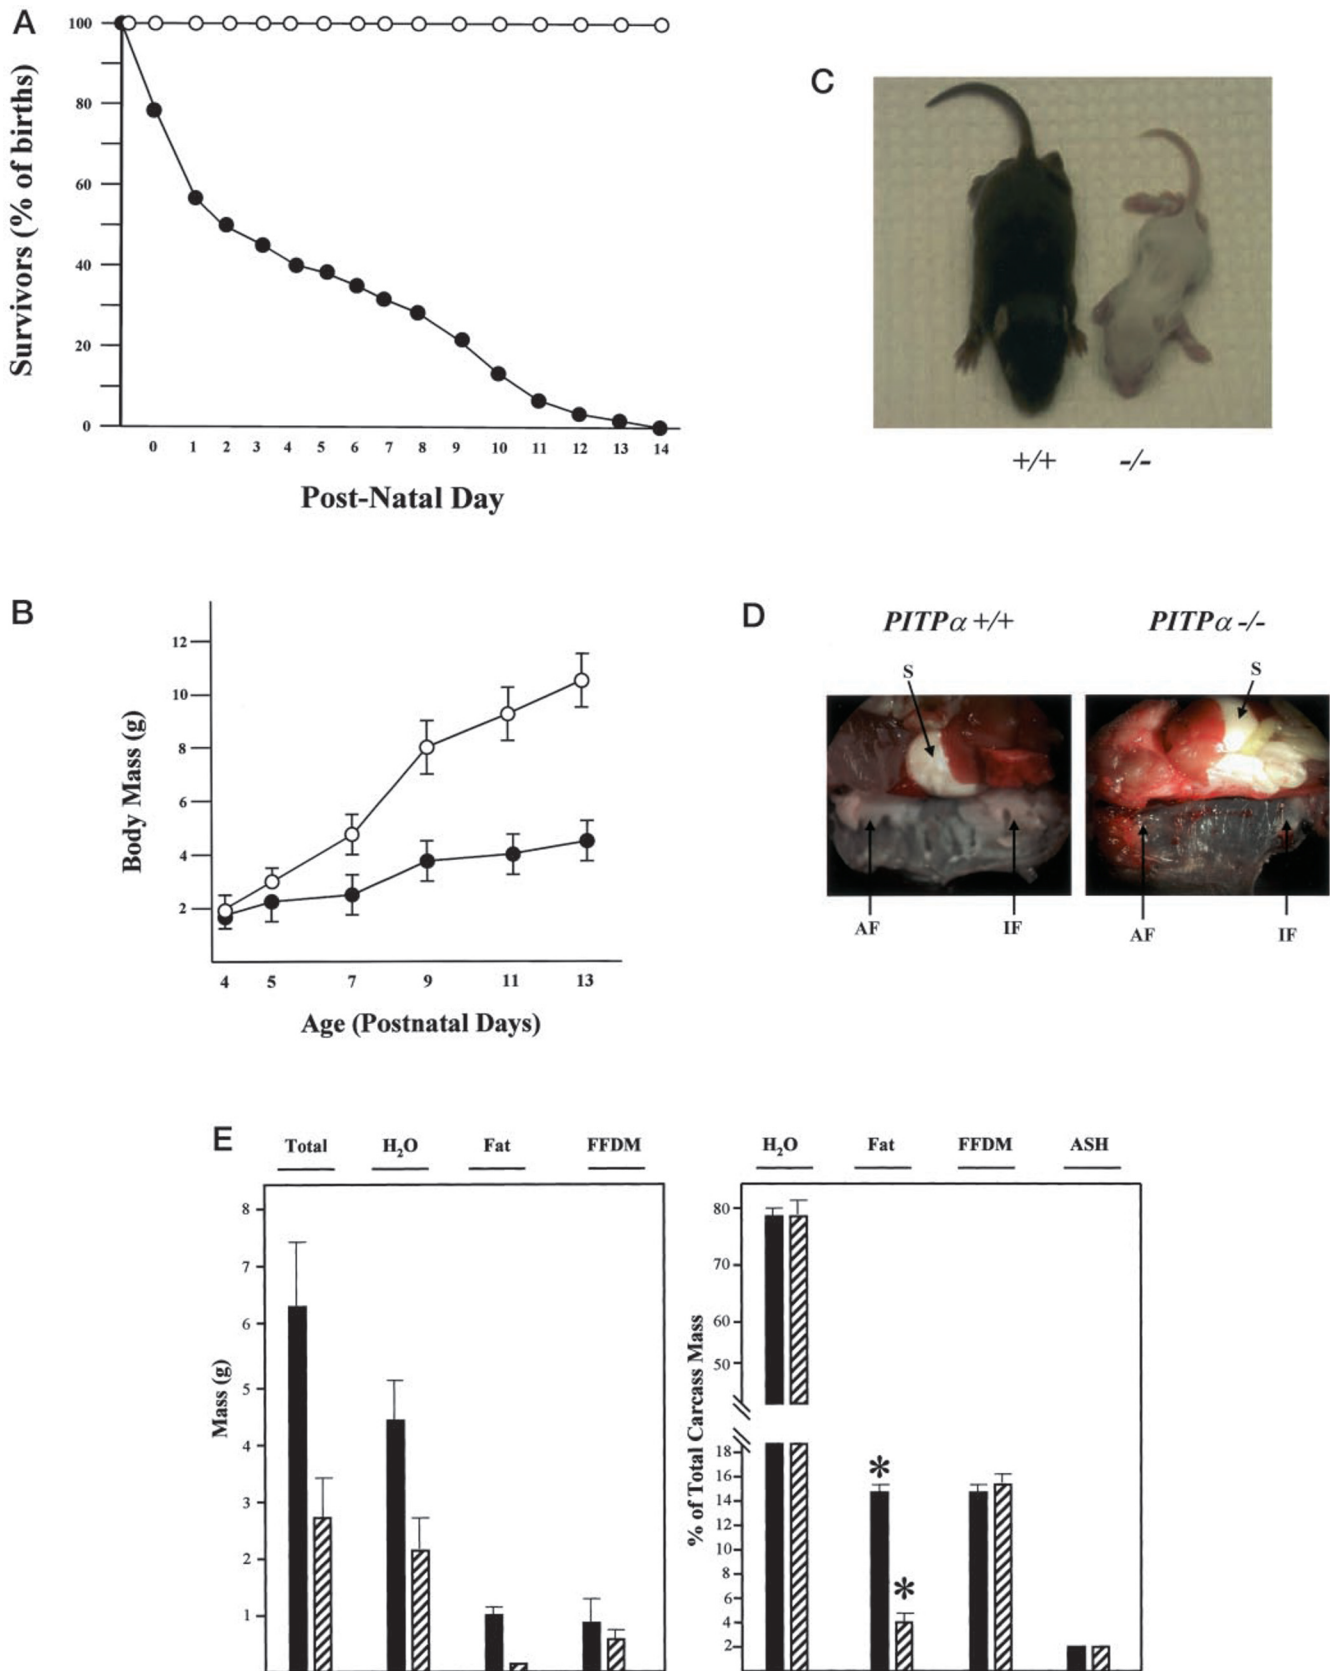 A
Survivors (% of births)
100
80
60
40
20
0
0 1 2 3 4 5 6 7 8 9 10 11 12 13 14
Post-Natal Day
C
+/+ -/-
B
Body Mass (g)
12
10
8
6
4
2
4 5 7 9 11 13
Age (Postnatal Days)
D
PITPα +/+ PITPα -/-
S S
AF IF AF IF
E
Total H₂O Fat FFDM
Mass (g)
8
7
6
5
4
3
2
1
H₂O Fat FFDM ASH
% of Total Carcass Mass
80
70
60
50
18
16
14
12
10
8
6
4
2
*
*